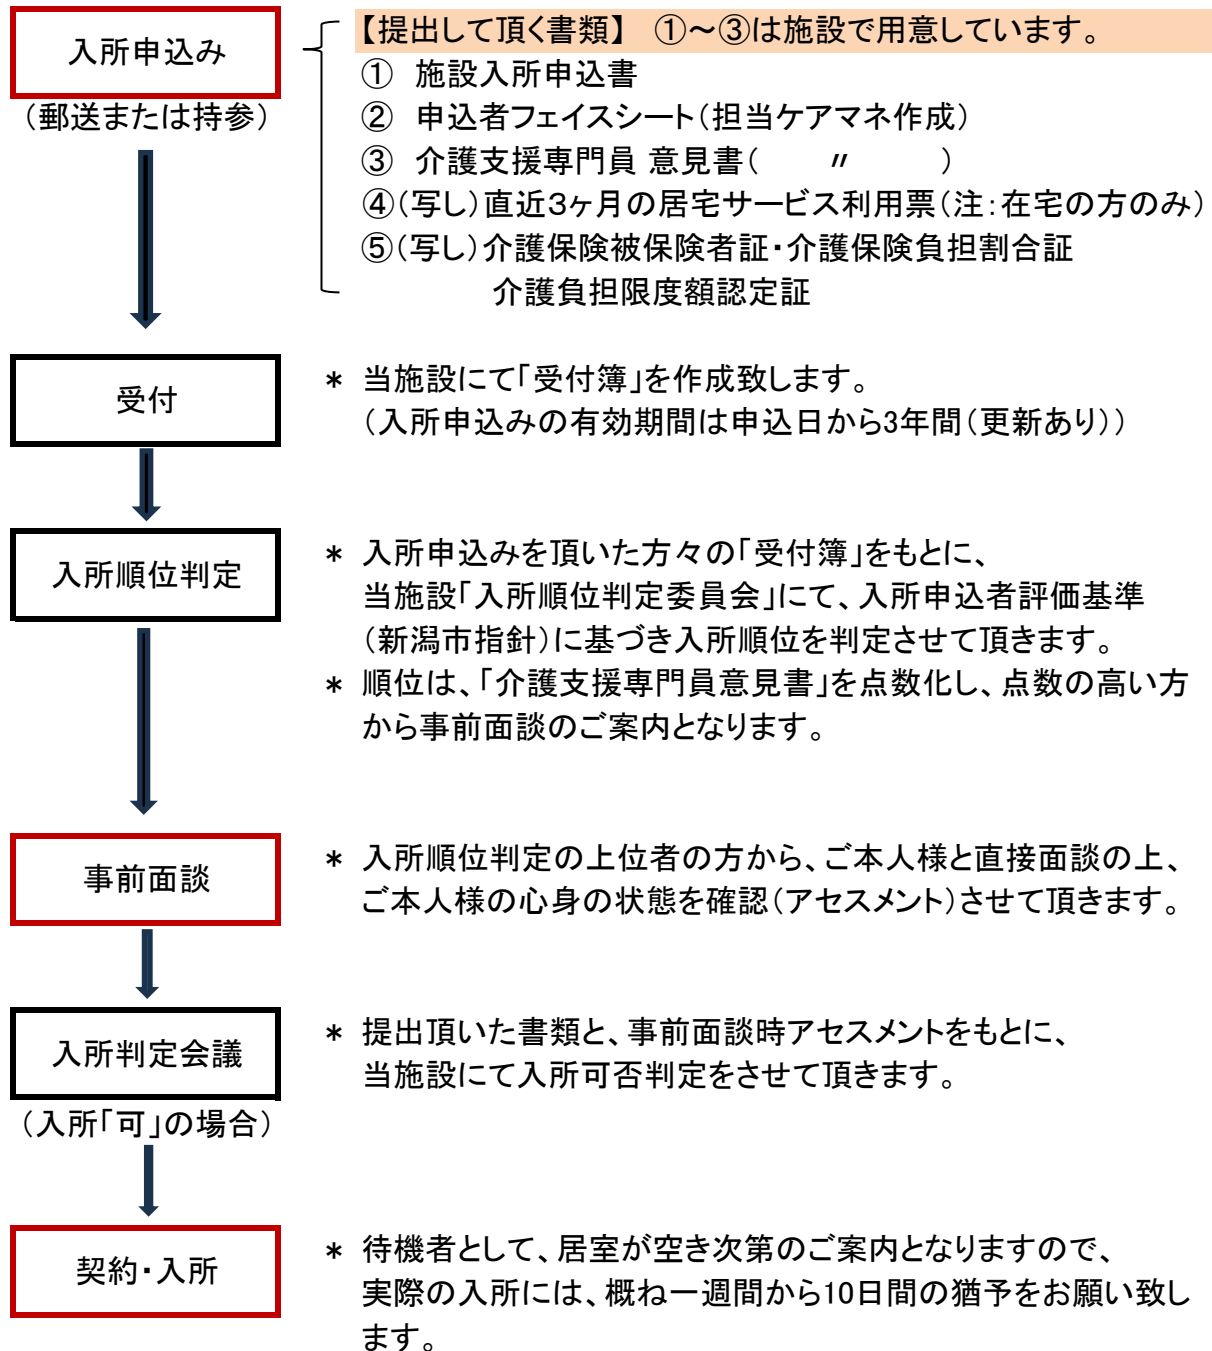 入所申込み
（郵送または持参）
【提出して頂く書類】　①～③は施設で用意しています。
①　施設入所申込書
②　申込者フェイスシート（担当ケアマネ作成）
③　介護支援専門員 意見書（　　〃　　）
④（写し）直近３ヶ月の居宅サービス利用票（注：在宅の方のみ）
⑤（写し）介護保険被保険者証・介護保険負担割合証
介護負担限度額認定証
受付
＊ 当施設にて「受付簿」を作成致します。
（入所申込みの有効期間は申込日から3年間（更新あり））
入所順位判定
＊ 入所申込みを頂いた方々の「受付簿」をもとに、
当施設「入所順位判定委員会」にて、入所申込者評価基準
（新潟市指針）に基づき入所順位を判定させて頂きます。
＊ 順位は、「介護支援専門員意見書」を点数化し、点数の高い方
から事前面談のご案内となります。
事前面談
＊ 入所順位判定の上位者の方から、ご本人様と直接面談の上、
ご本人様の心身の状態を確認（アセスメント）させて頂きます。
入所判定会議
（入所「可」の場合）
＊ 提出頂いた書類と、事前面談時アセスメントをもとに、
当施設にて入所可否判定をさせて頂きます。
契約・入所
＊ 待機者として、居室が空き次第のご案内となりますので、
実際の入所には、概ね一週間から10日間の猶予をお願い致し
ます。